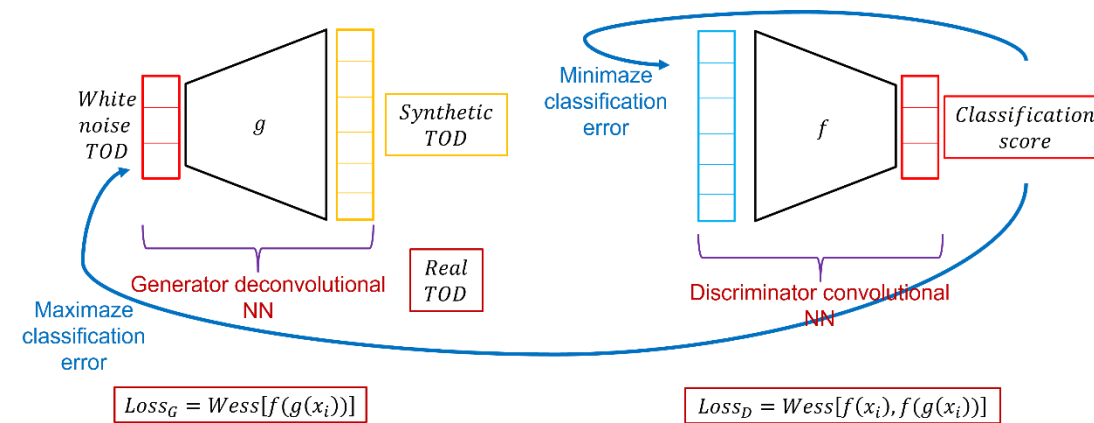 White
noise
TOD
g
Synthetic
TOD
Generator deconvolutional
NN
Real
TOD
Maximaze
classification
error
Minimaze
classification
error
f
Classification
score
Discriminator convolutional
NN
Loss_G = Wess[f(g(x_i))]
Loss_D = Wess[f(x_i), f(g(x_i))]